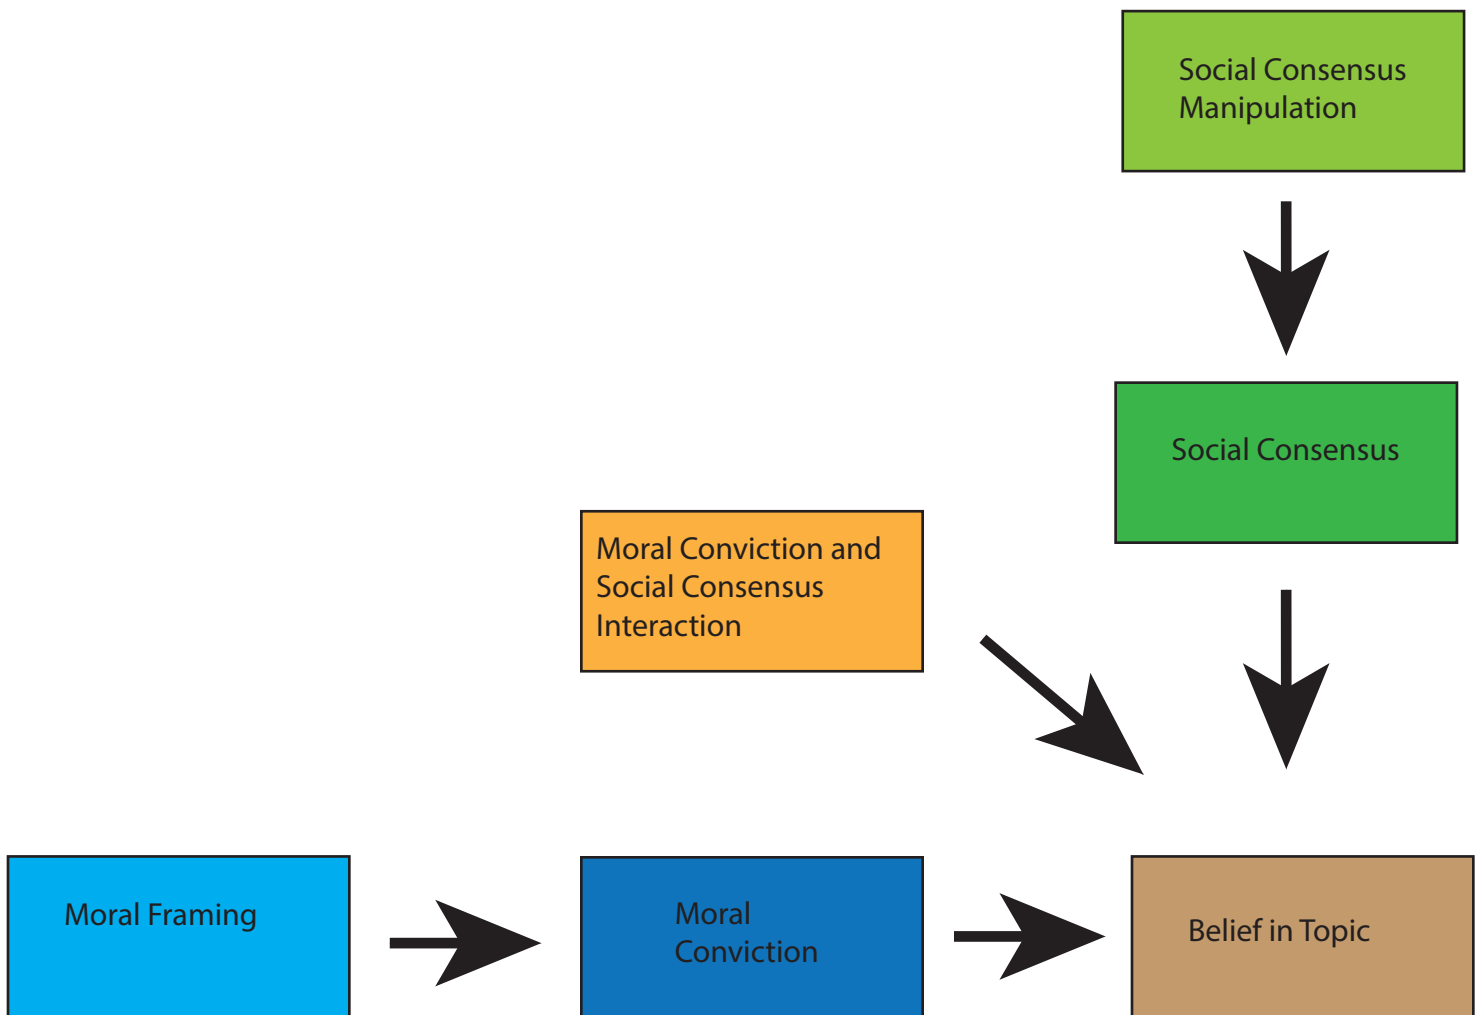 Social Consensus
Manipulation
Social Consensus
Moral Conviction and
Social Consensus
Interaction
Moral Framing
Moral
Conviction
Belief in Topic